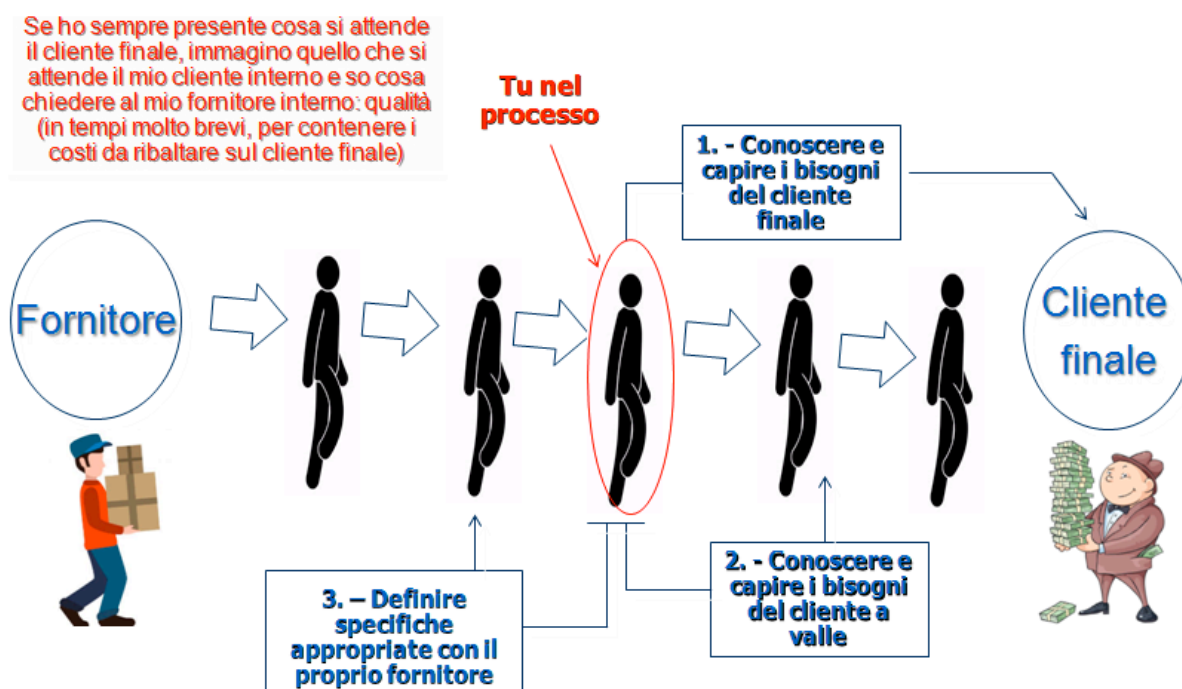 Se ho sempre presente cosa si attende
il cliente finale, immagino quello che si
attende il mio cliente interno e so cosa
chiedere al mio fornitore interno: qualità
(in tempi molto brevi, per contenere i
costi da ribaltare sul cliente finale)
Tu nel
processo
1. - Conoscere e
capire i bisogni
del cliente
finale
Fornitore
Cliente
finale
3. – Definire
specifiche
appropriate con il
proprio fornitore
2. - Conoscere e
capire i bisogni
del cliente a
valle